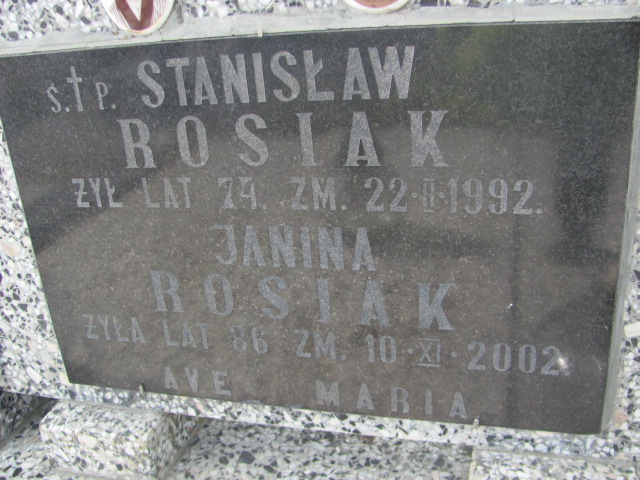 Ś.†P. STANISŁAW
ROSIAK
ŻYŁ LAT 74. ZM. 22·II·1992.
JANINA
ROSIAK
ŻYŁA LAT 86 ZM. 10·XI·2002.
AVE MARIA